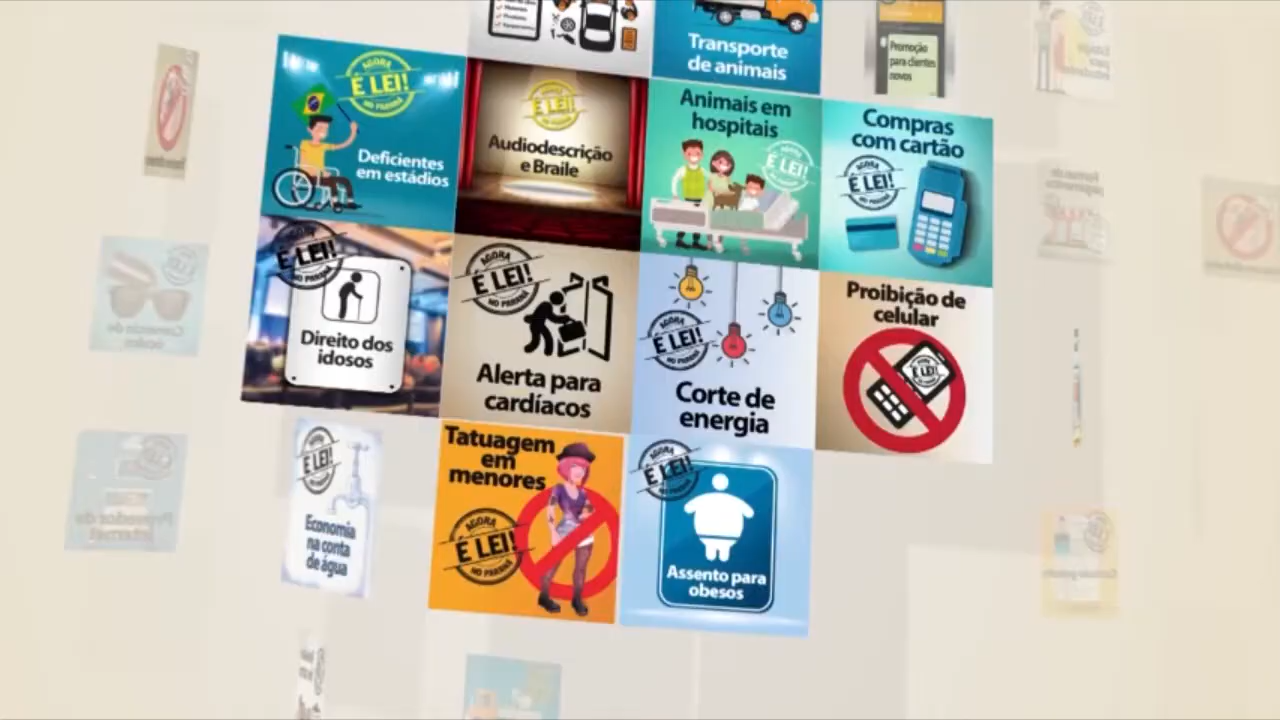 Transporte
de animais
Promoção
para clientes
novos
AGORA
É LEI!
NO PARANÁ
Deficientes
em estádios
AGORA
É LEI!
NO PARANÁ
Audiodescrição
e Braile
Animais em
hospitais
AGORA
É LEI!
NO PARANÁ
Compras
com cartão
AGORA
É LEI!
NO PARANÁ
AGORA
É LEI!
NO PARANÁ
Direito dos
idosos
AGORA
É LEI!
NO PARANÁ
Alerta para
cardíacos
AGORA
É LEI!
NO PARANÁ
Corte de
energia
Proibição de
celular
É LEI!
É LEI!
Economia
na conta
de água
Tatuagem
em
menores
AGORA
É LEI!
NO PARANÁ
AGORA
É LEI!
NO PARANÁ
Assento para
obesos